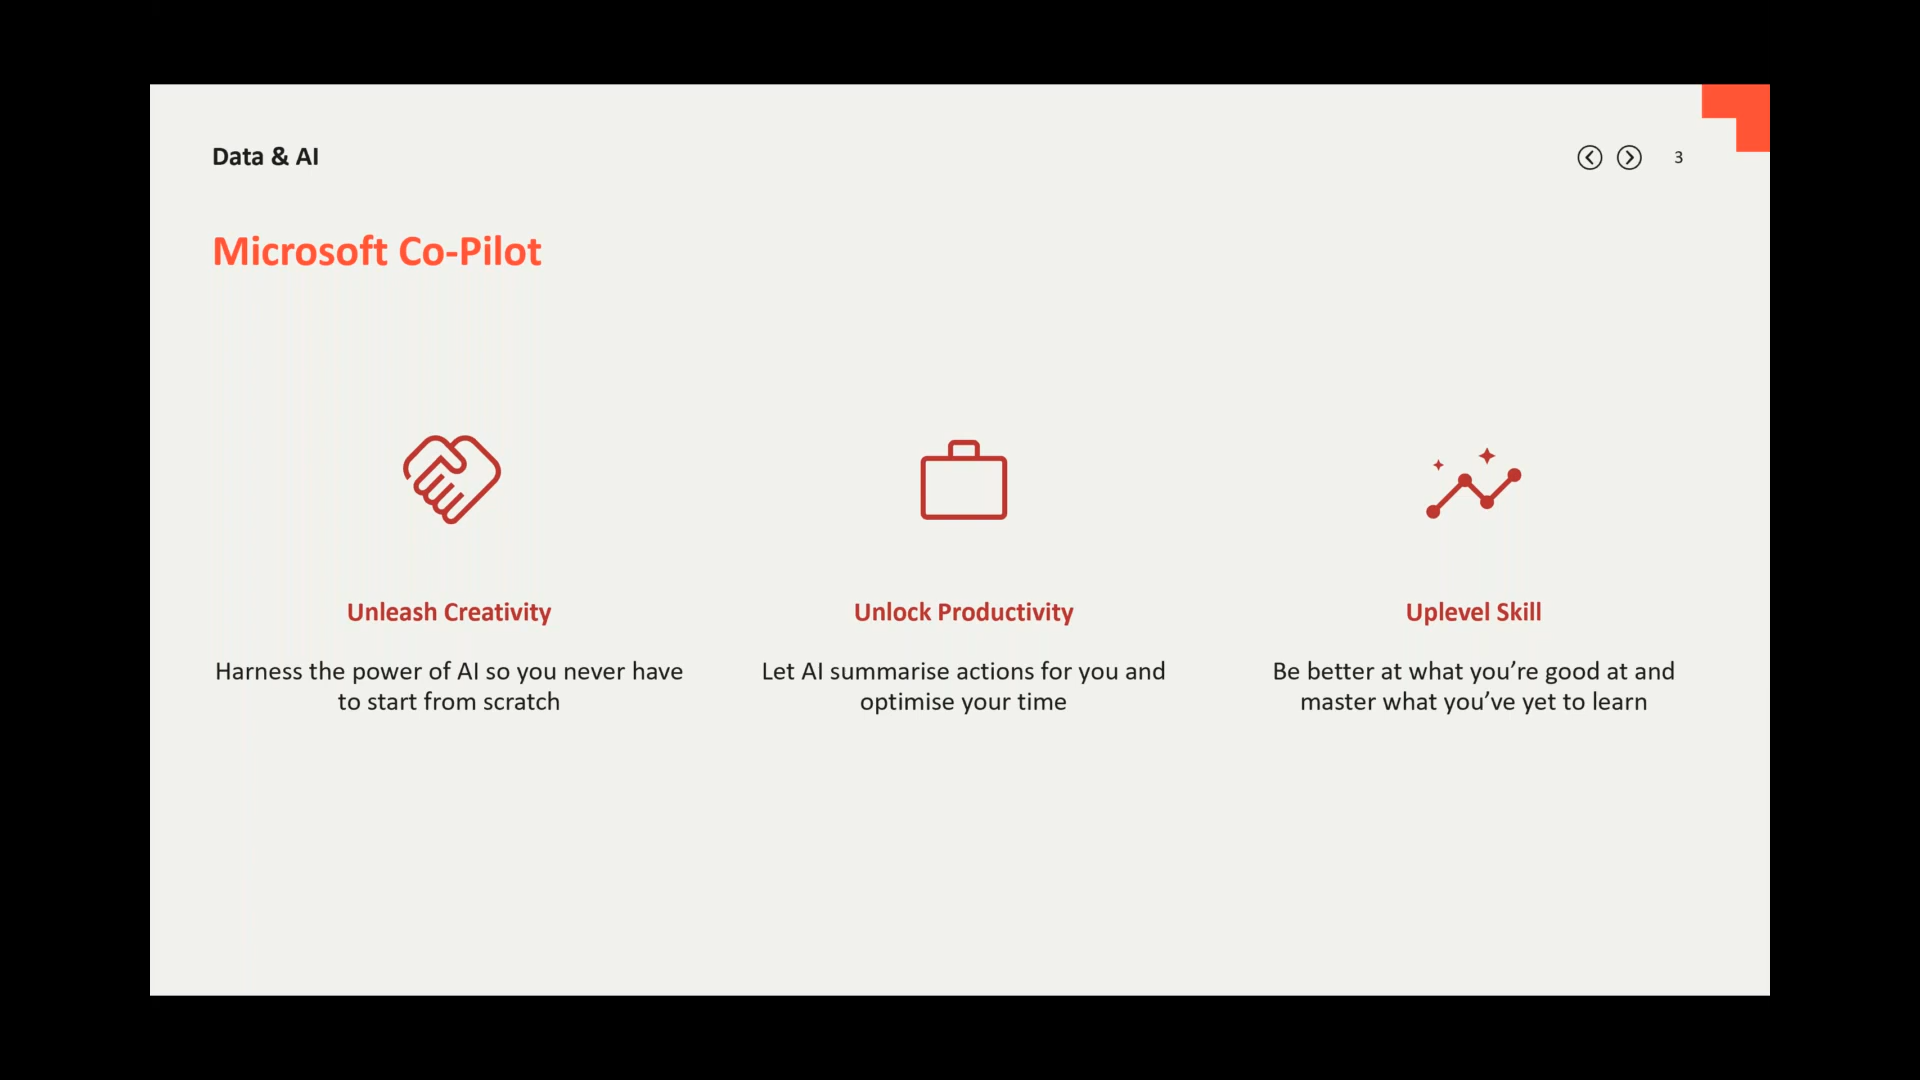 Data & AI
3
Microsoft Co-Pilot
Unleash Creativity
Harness the power of AI so you never have
to start from scratch
Unlock Productivity
Let AI summarise actions for you and
optimise your time
Uplevel Skill
Be better at what you’re good at and
master what you’ve yet to learn